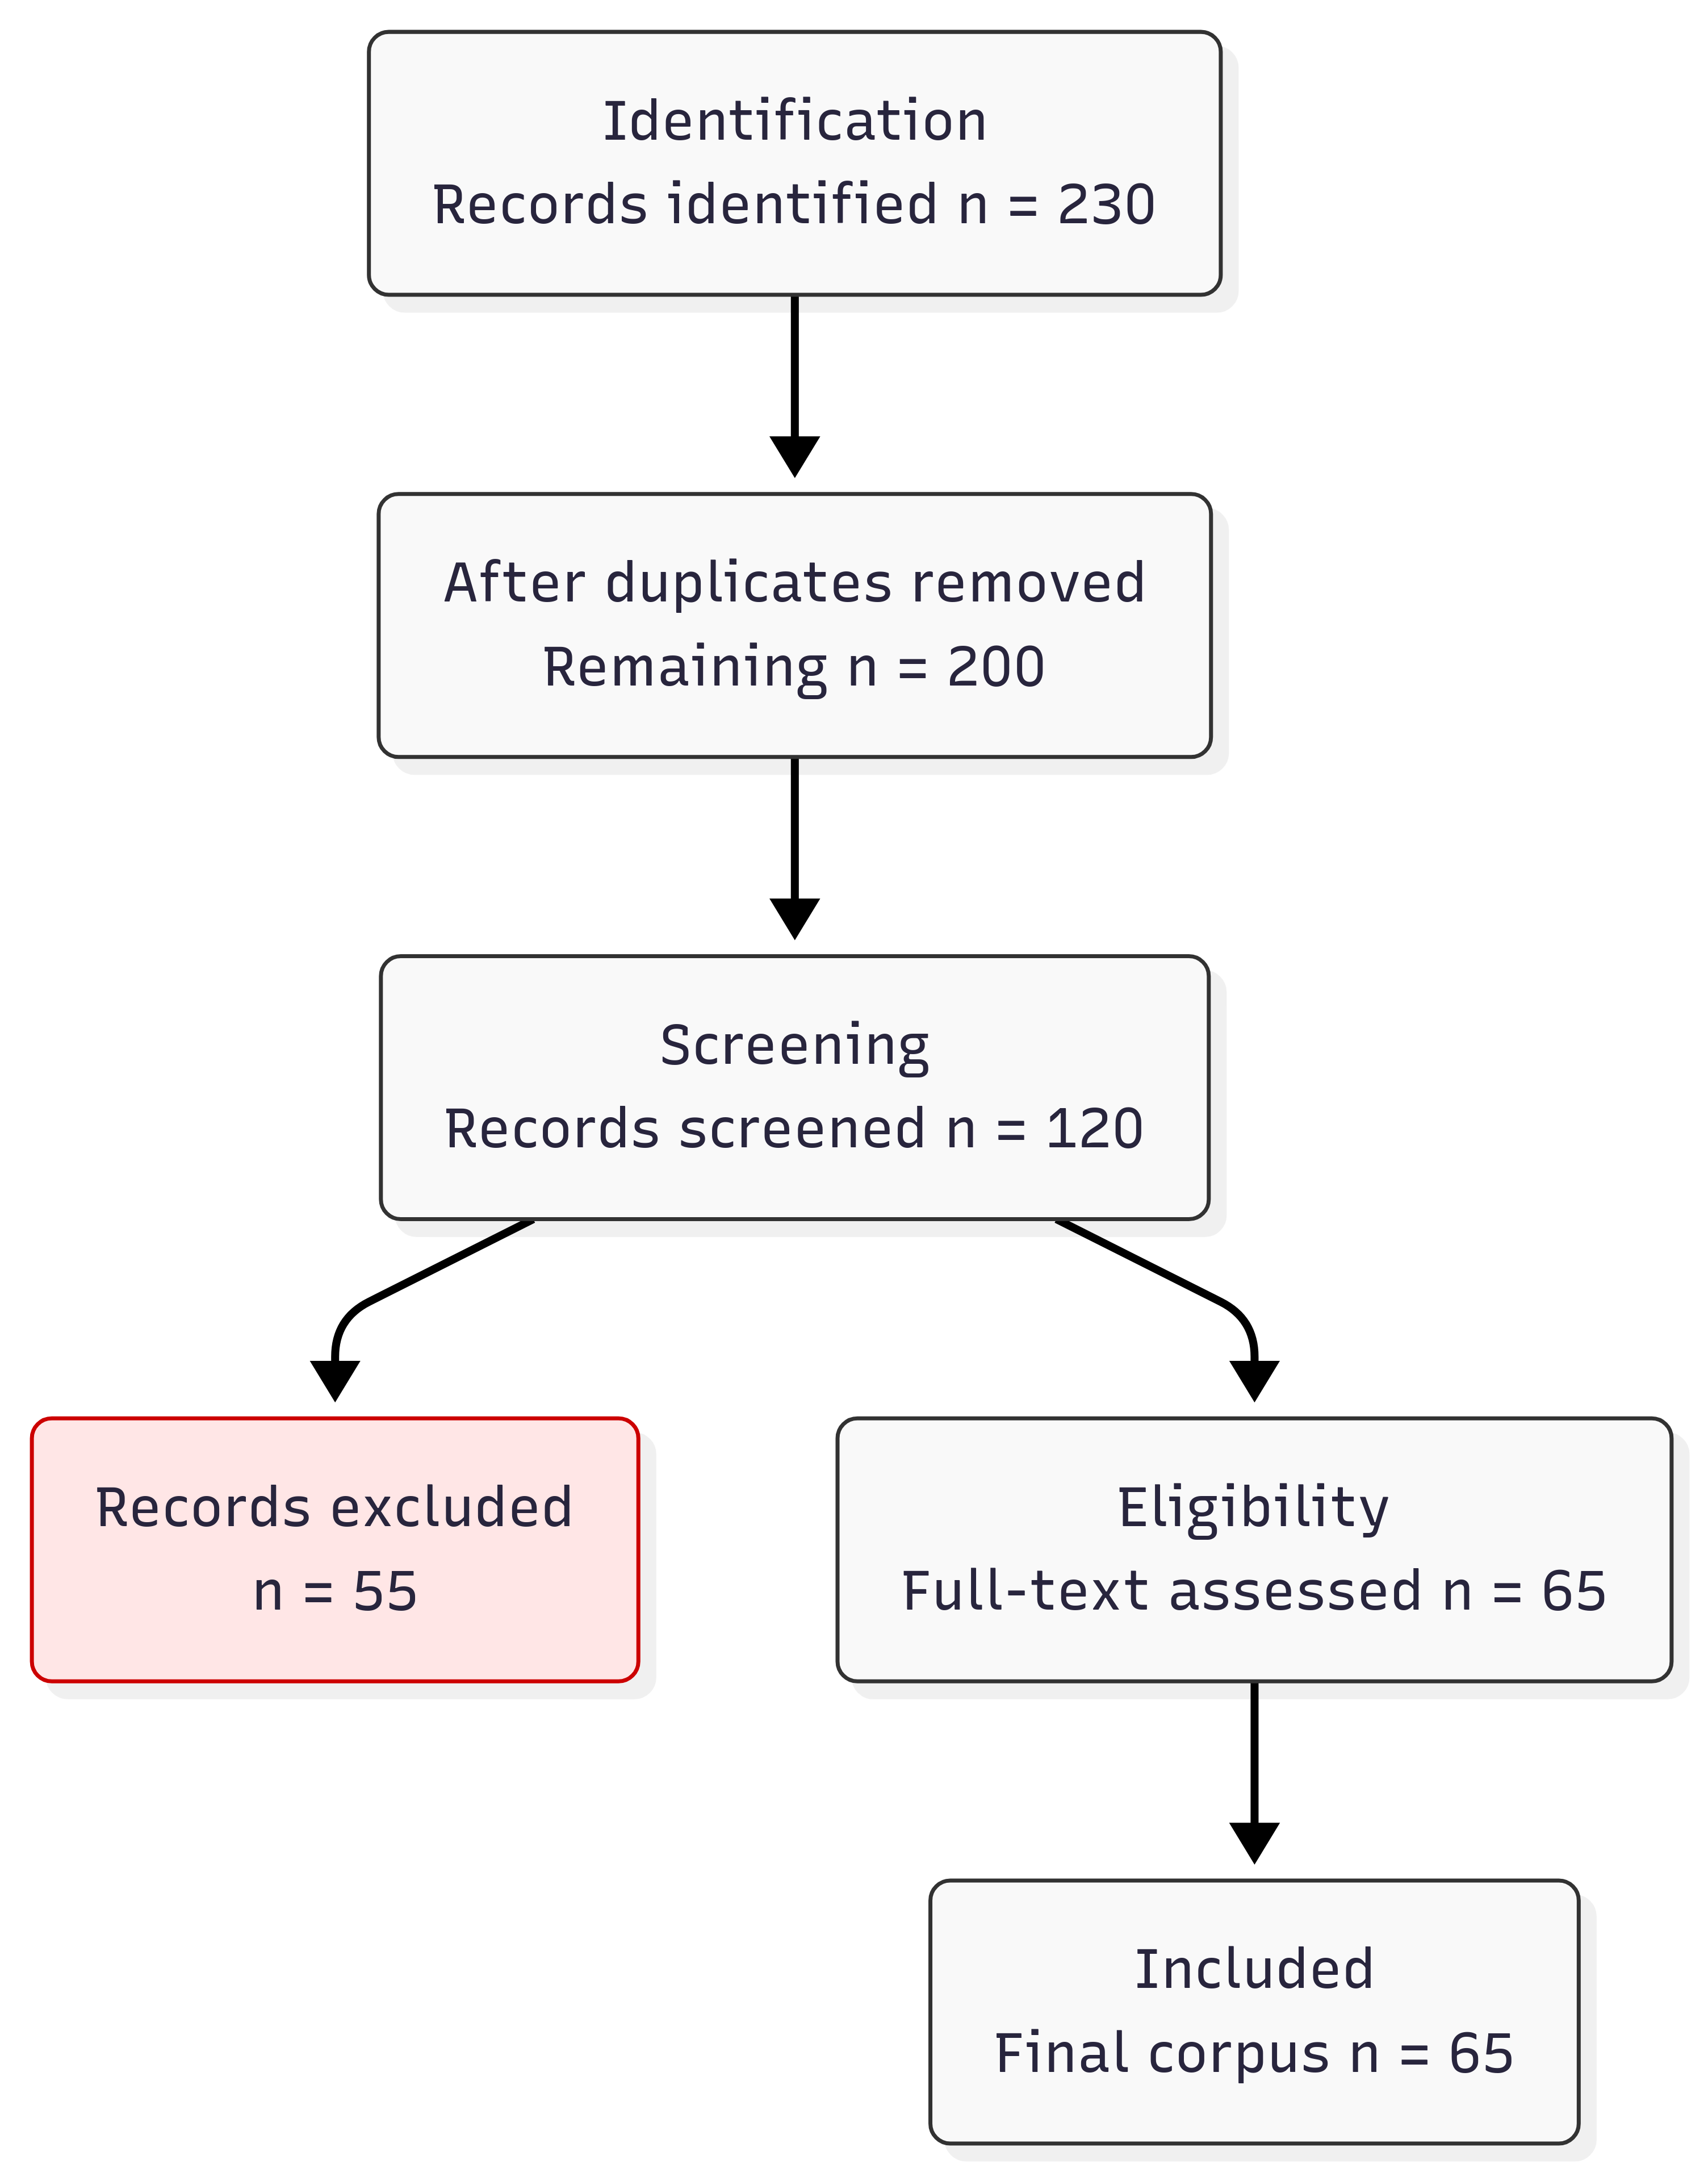 Identification
Records identified n = 230
After duplicates removed
Remaining n = 200
Screening
Records screened n = 120
Records excluded
n = 55
Eligibility
Full-text assessed n = 65
Included
Final corpus n = 65